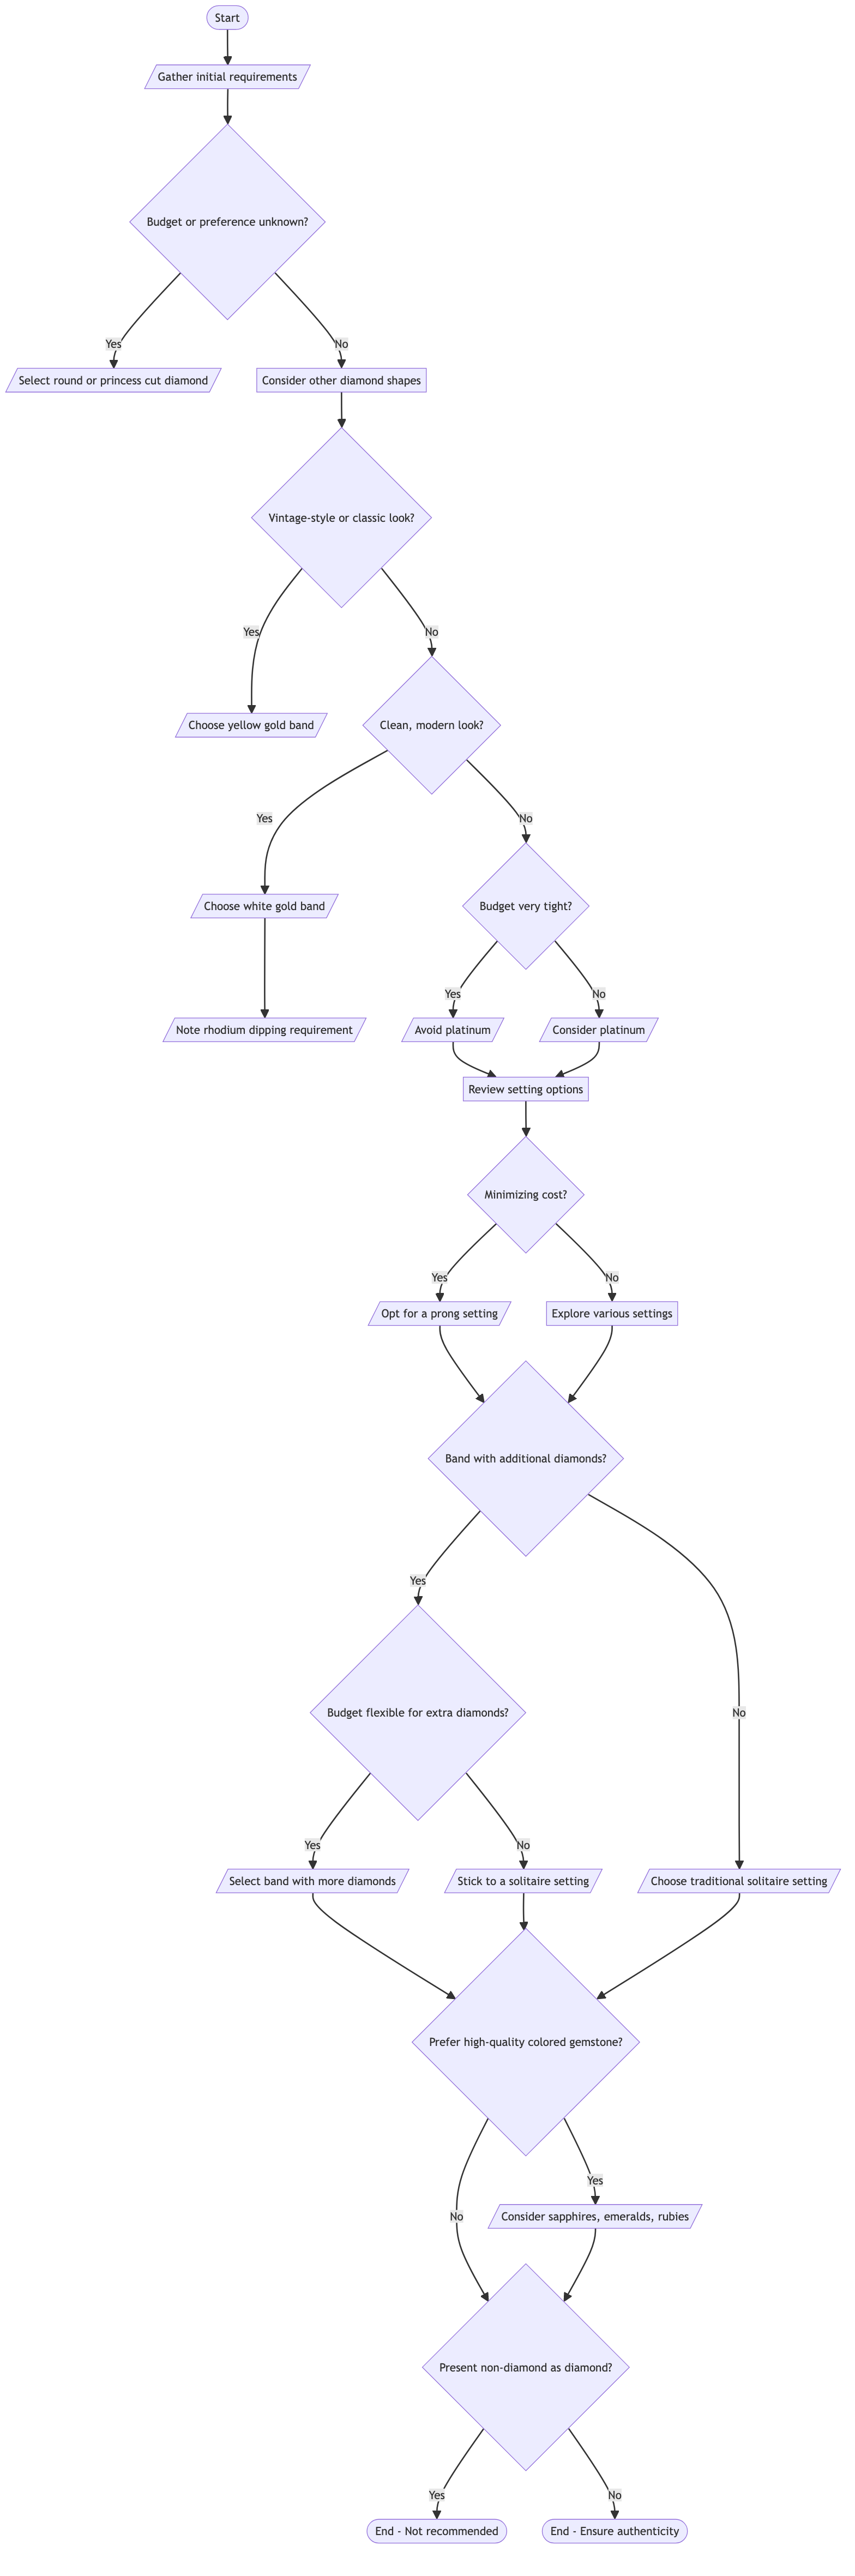 Start
Gather initial requirements
Budget or preference unknown?
Yes
No
Select round or princess cut diamond
Consider other diamond shapes
Vintage-style or classic look?
Yes
No
Choose yellow gold band
Clean, modern look?
Yes
No
Choose white gold band
Budget very tight?
Yes
No
Note rhodium dipping requirement
Avoid platinum
Consider platinum
Review setting options
Minimizing cost?
Yes
No
Opt for a prong setting
Explore various settings
Band with additional diamonds?
Yes
Budget flexible for extra diamonds?
No
Yes
No
Select band with more diamonds
Stick to a solitaire setting
Choose traditional solitaire setting
Prefer high-quality colored gemstone?
Yes
No
Consider sapphires, emeralds, rubies
Present non-diamond as diamond?
Yes
No
End - Not recommended
End - Ensure authenticity